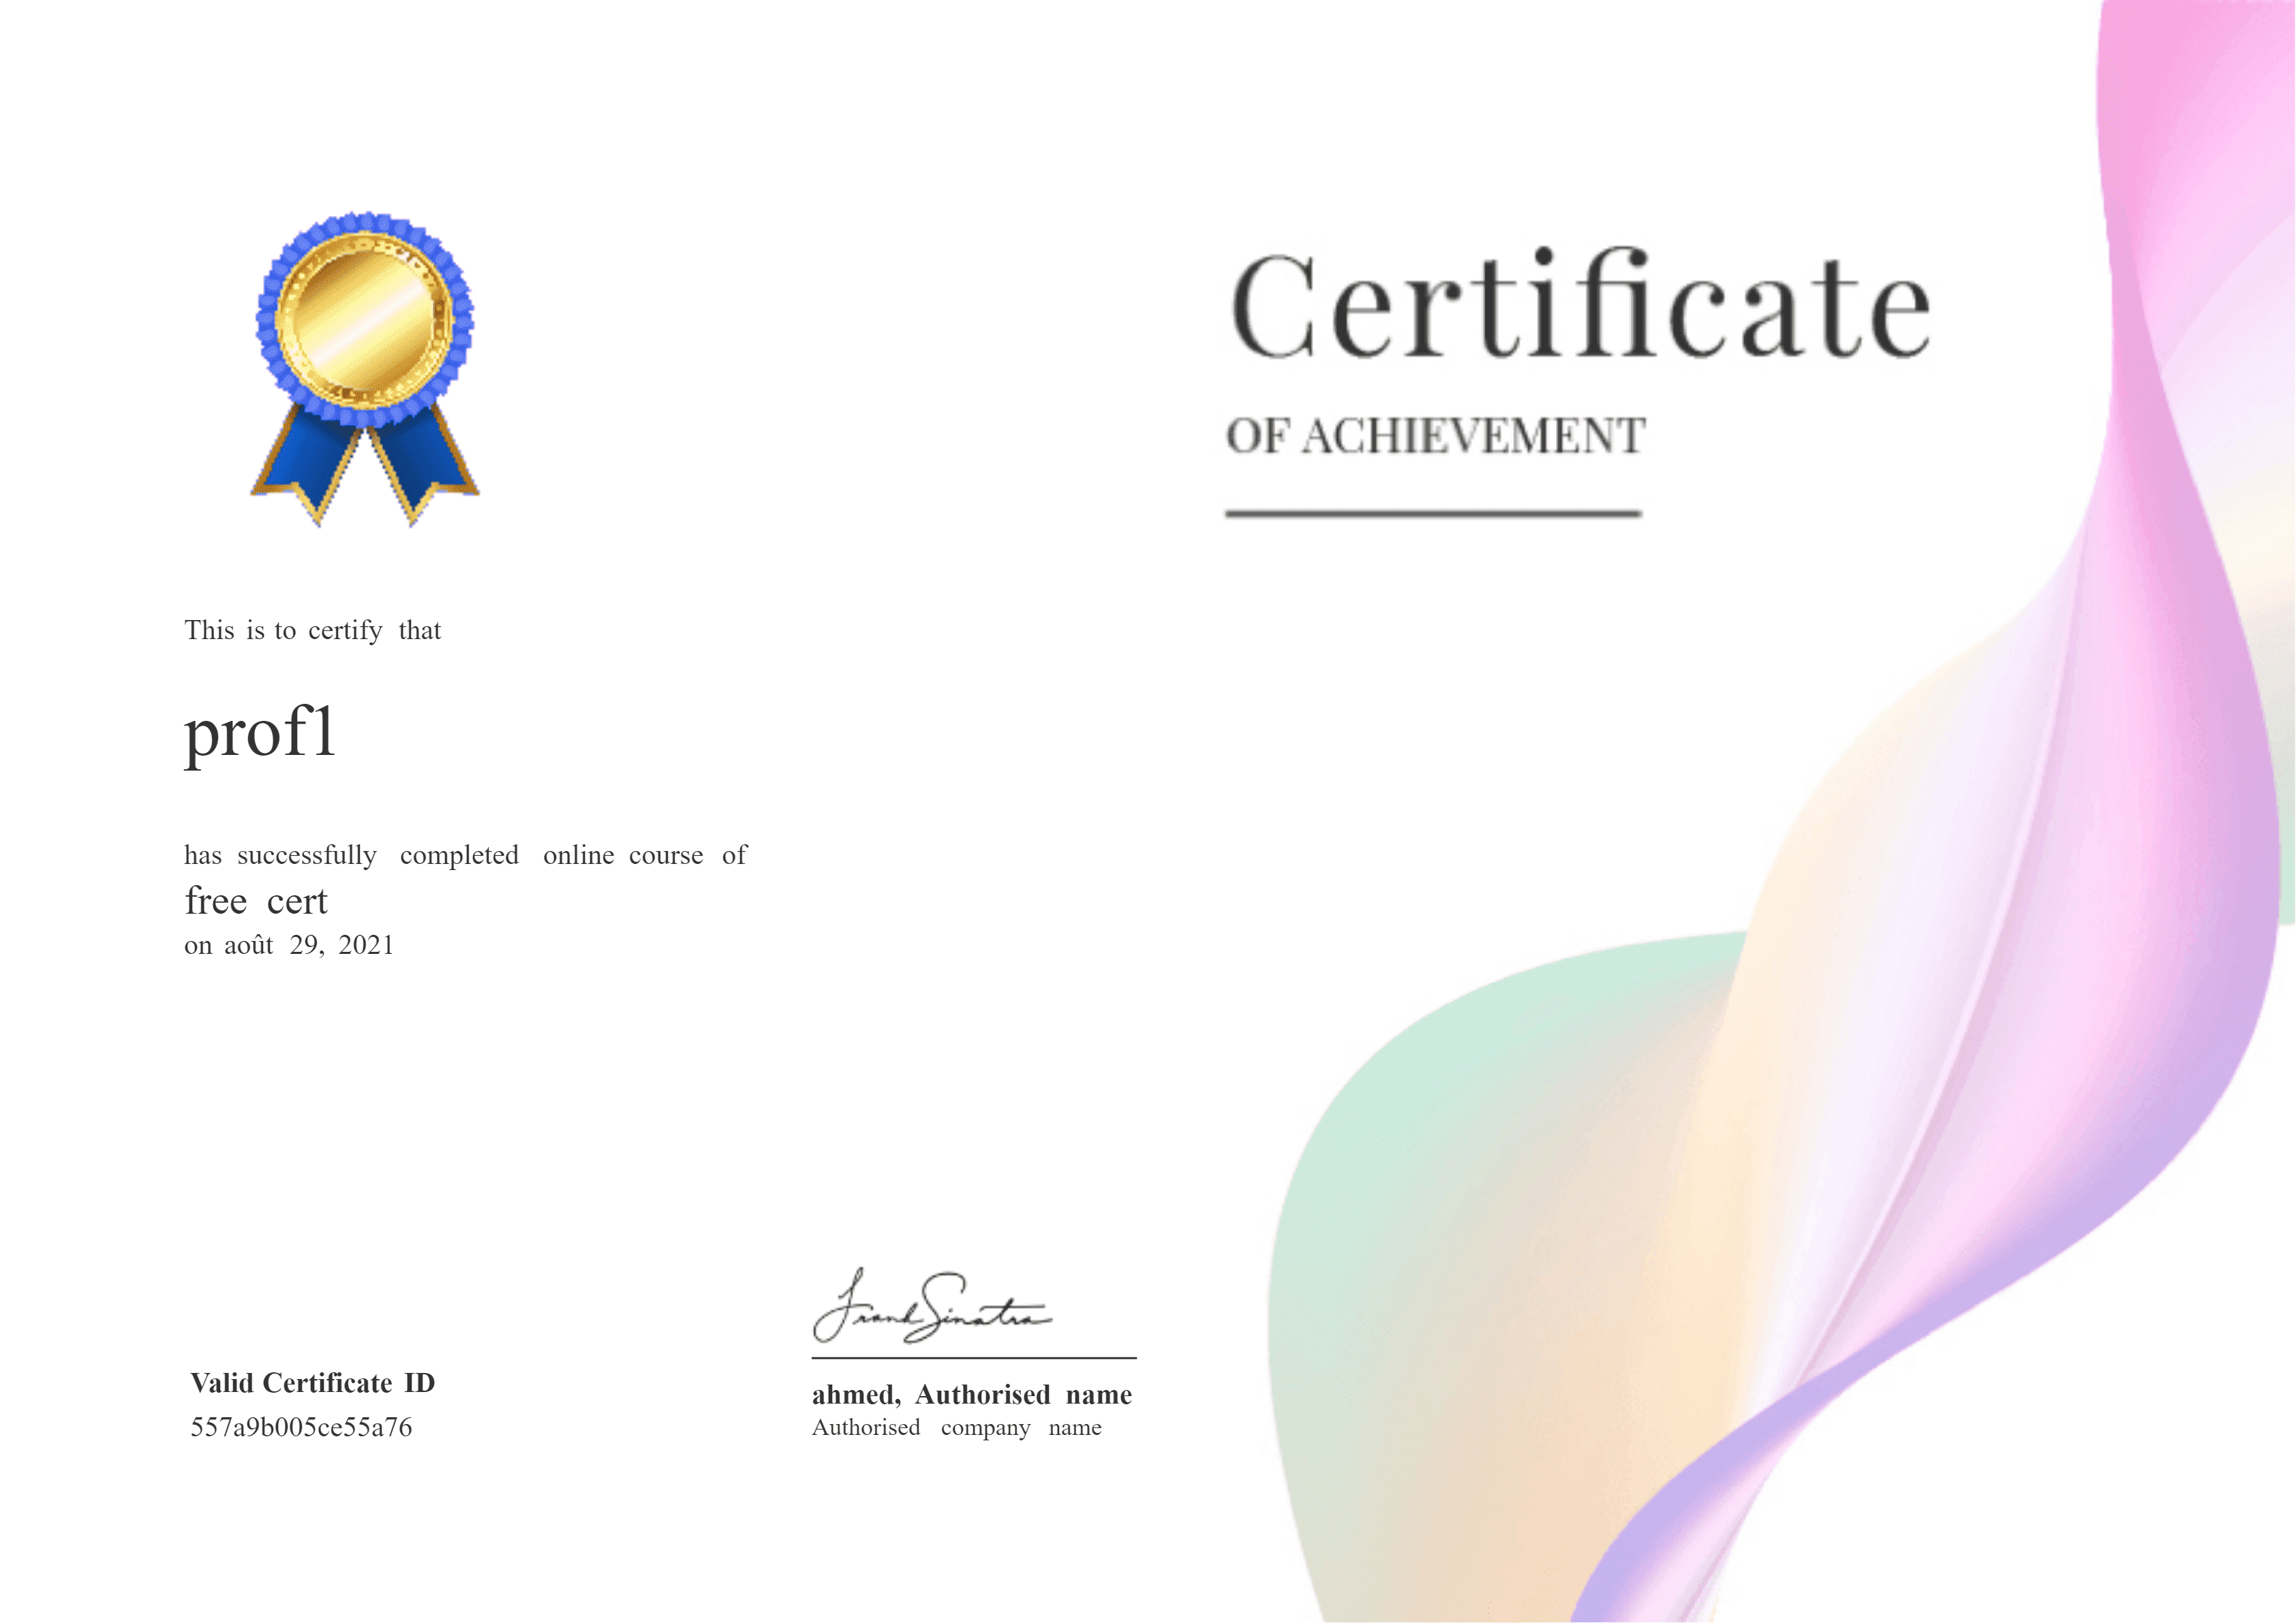 Certificate
OF ACHIEVEMENT
This is to certify that
prof1
has successfully completed online course of
free cert
on août 29, 2021
Frank Sinatra
Valid Certificate ID
557a9b005ce55a76
ahmed, Authorised name
Authorised company name